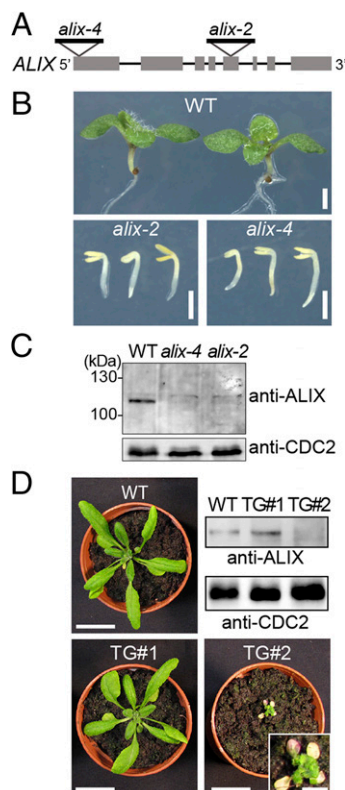 A
alix-4 alix-2
ALIX 5' 3'
B
WT
alix-2 alix-4
C
(kDa) WT alix-4 alix-2
130
anti-ALIX
100
anti-CDC2
D
WT WT TG#1 TG#2
anti-ALIX
anti-CDC2
TG#1 TG#2